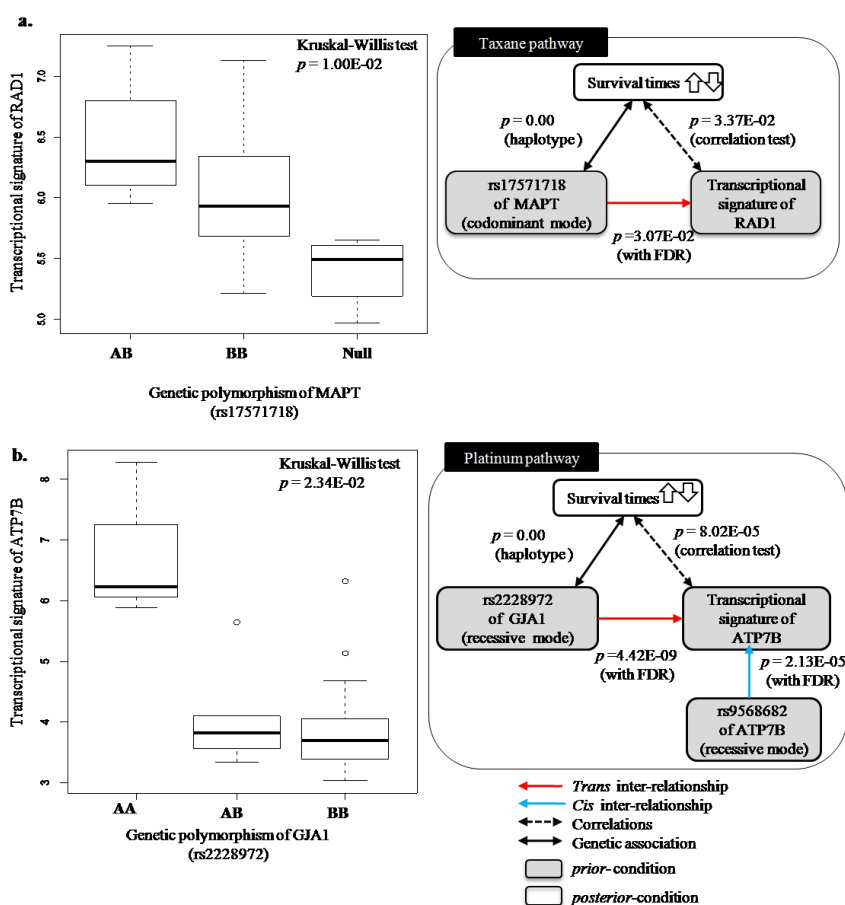 a.
Kruskal-Willis test
p = 1.00E-02
Transcriptional signature of RAD1
7.0
6.5
6.0
5.5
5.0
AB
BB
Null
Genetic polymorphism of MAPT
(rs17571718)
Taxane pathway
Survival times
p = 0.00
(haplotype)
p = 3.37E-02
(correlation test)
rs17571718
of MAPT
(codominant mode)
Transcriptional
signature of
RAD1
p =3.07E-02
(with FDR)
b.
Kruskal-Willis test
p = 2.34E-02
Transcriptional signature of ATP7B
8
7
6
5
4
3
AA
AB
BB
Genetic polymorphism of GJA1
(rs2228972)
Platinum pathway
Survival times
p = 0.00
(haplotype)
p = 8.02E-05
(correlation test)
rs2228972
of GJA1
(recessive mode)
Transcriptional
signature of
ATP7B
p =4.42E-09
(with FDR)
p = 2.13E-05
(with FDR)
rs9568682
of ATP7B
(recessive mode)
Trans inter-relationship
Cis inter-relationship
Correlations
Genetic association
prior-condition
posterior-condition